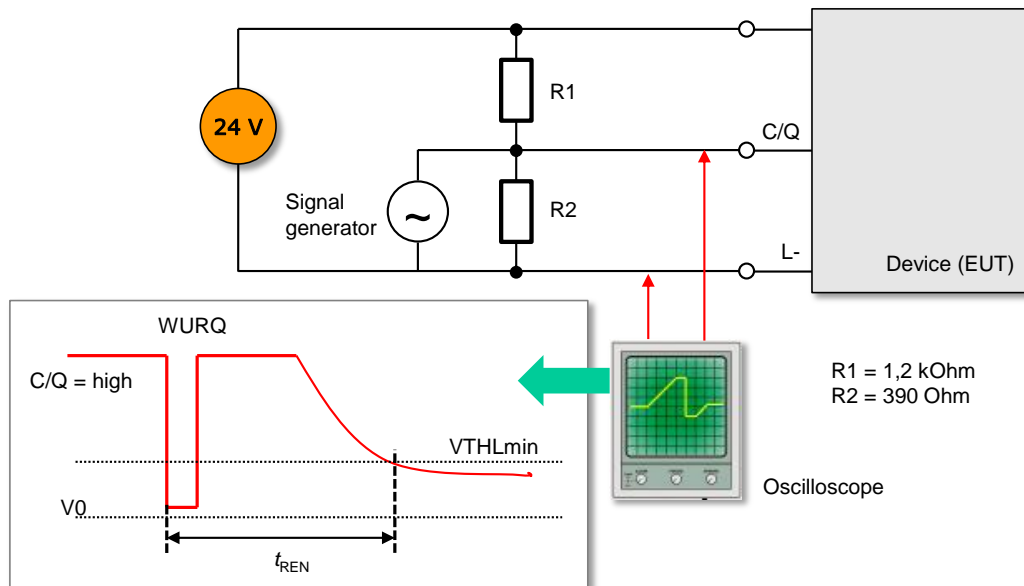 24 V
R1
C/Q
Signal
generator
~
R2
L-
Device (EUT)
WURQ
C/Q = high
VTHLmin
V0
tREN
R1 = 1,2 kOhm
R2 = 390 Ohm
Oscilloscope